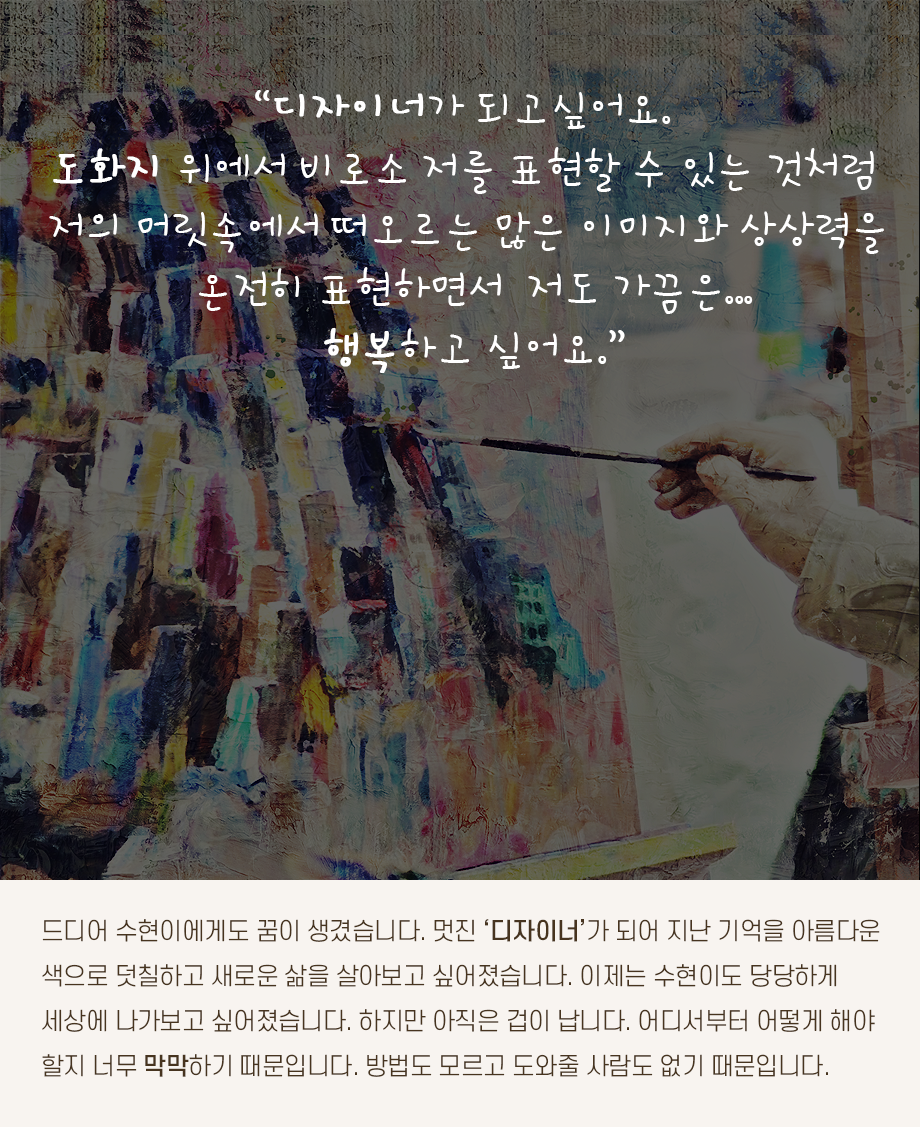 “디자이너가 되고싶어요.
도화지 위에서 비로소 저를 표현할 수 있는 것처럼
저의 머릿속에서 떠오르는 많은 이미지와 상상력을
온전히 표현하면서 저도 가끔은...
행복하고 싶어요.”
드디어 수현이에게도 꿈이 생겼습니다. 멋진 ‘디자이너’가 되어 지난 기억을 아름다운
색으로 덧칠하고 새로운 삶을 살아보고 싶어졌습니다. 이제는 수현이도 당당하게
세상에 나가보고 싶어졌습니다. 하지만 아직은 겁이 납니다. 어디서부터 어떻게 해야
할지 너무 막막하기 때문입니다. 방법도 모르고 도와줄 사람도 없기 때문입니다.